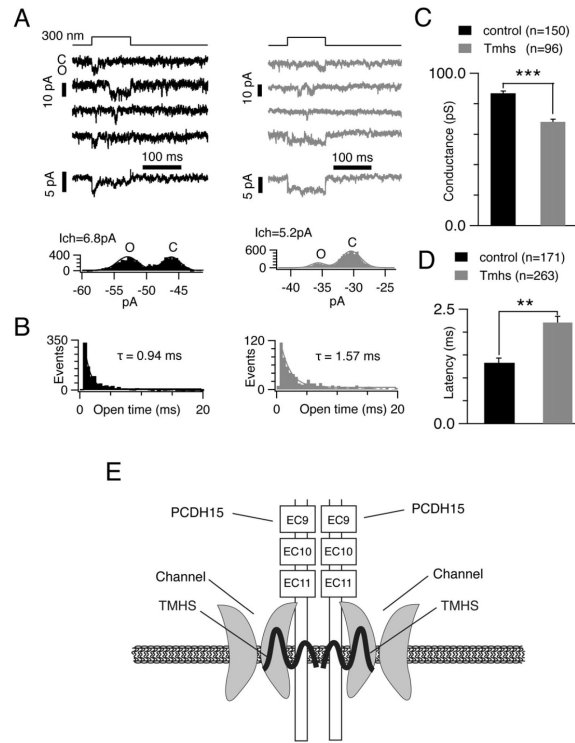 A
300 nm
C
O
10 pA
10 pA
100 ms
100 ms
5 pA
5 pA
Ich=6.8pA
O
C
400
0
-60
-55
-50
-45
pA
Ich=5.2pA
O
C
600
0
-40
-35
-30
-25
pA
B
350
0
Events
τ = 0.94 ms
0
Open time (ms)
20
120
0
Events
τ = 1.57 ms
0
Open time (ms)
20
C
control (n=150)
Tmhs (n=96)
100.0
***
Conductance (pS)
0.0
D
control (n=171)
Tmhs (n=263)
2.5
**
Latency (ms)
0.0
E
PCDH15
EC9
EC9
PCDH15
EC10
EC10
Channel
EC11
EC11
Channel
TMHS
TMHS